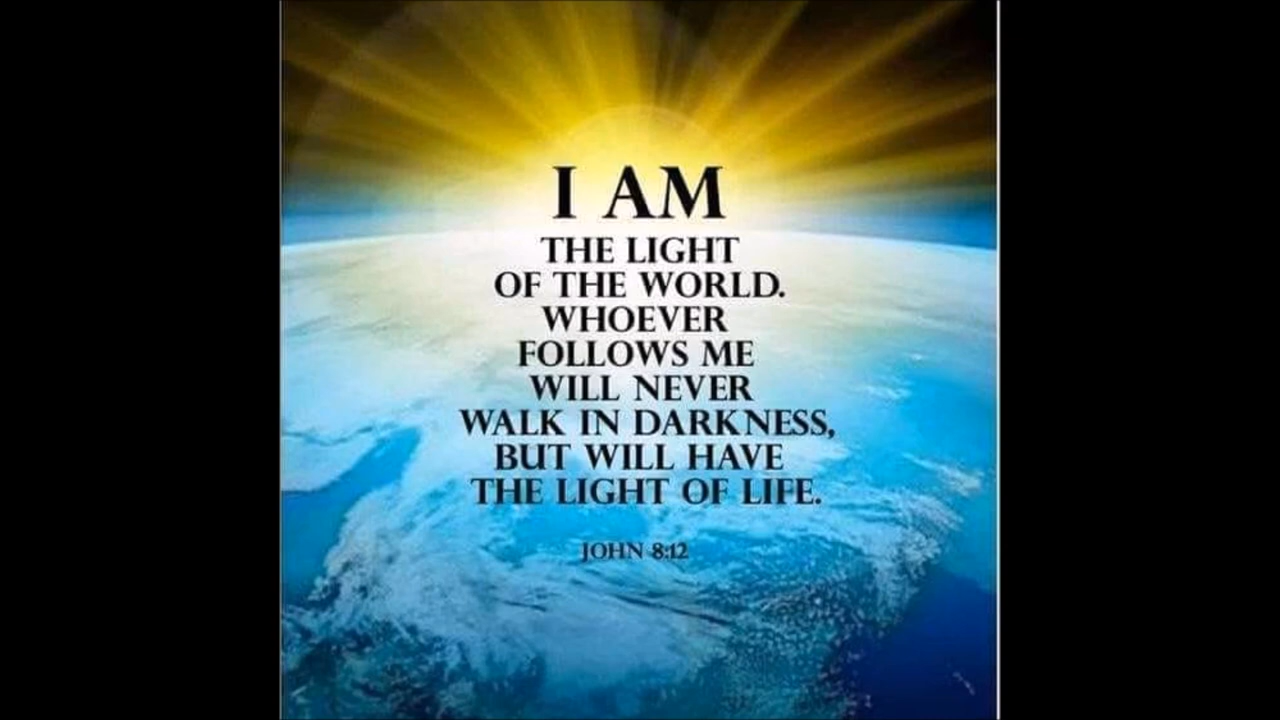 I AM
THE LIGHT
OF THE WORLD.
WHOEVER
FOLLOWS ME
WILL NEVER
WALK IN DARKNESS,
BUT WILL HAVE
THE LIGHT OF LIFE.
JOHN 8:12